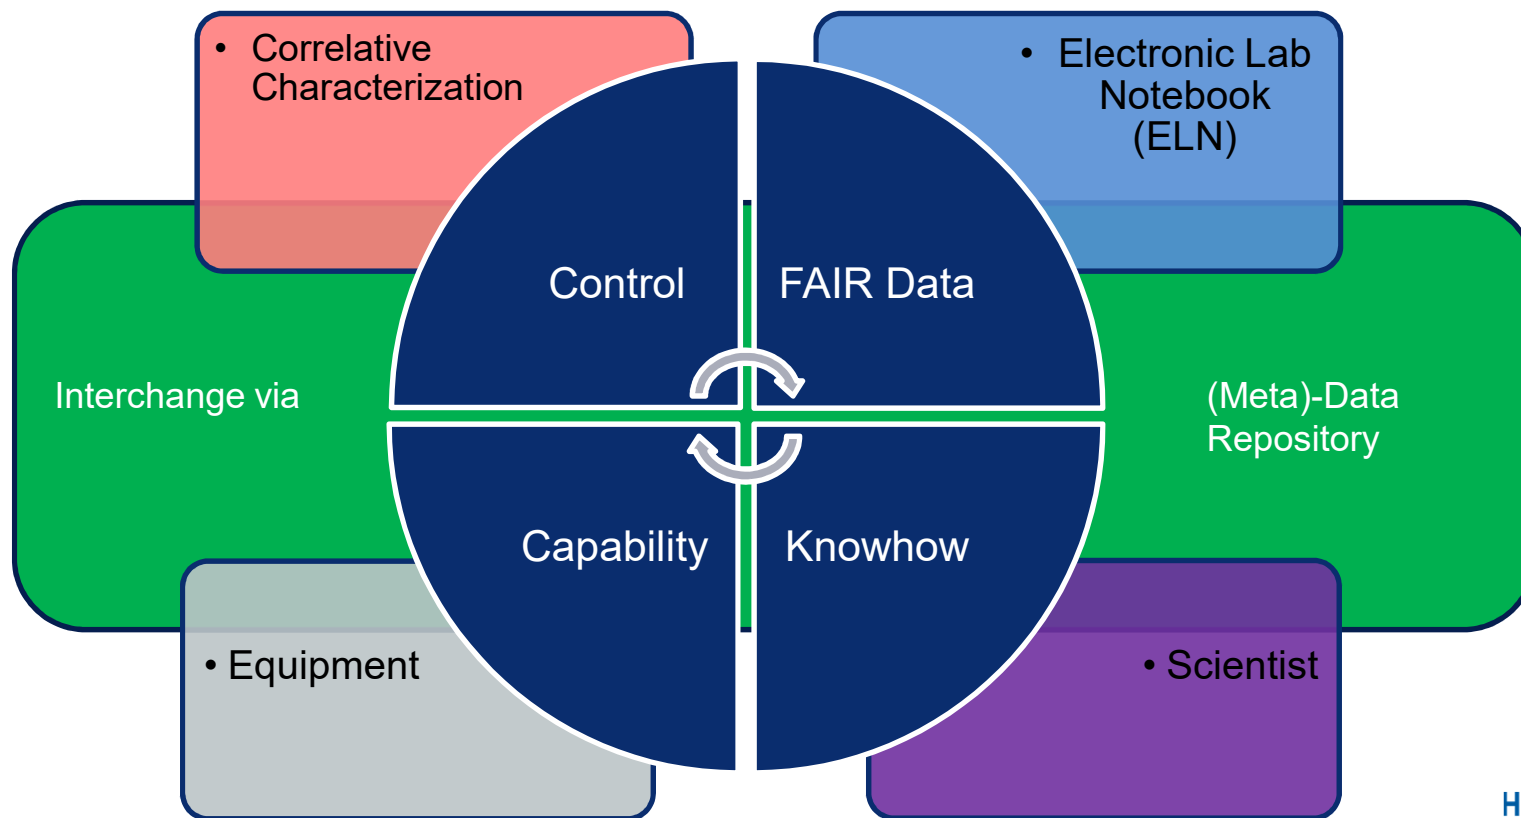 • Correlative
Characterization
• Electronic Lab
Notebook
(ELN)
Control
FAIR Data
Interchange via
(Meta)-Data
Repository
Capability
Knowhow
• Equipment
• Scientist
H